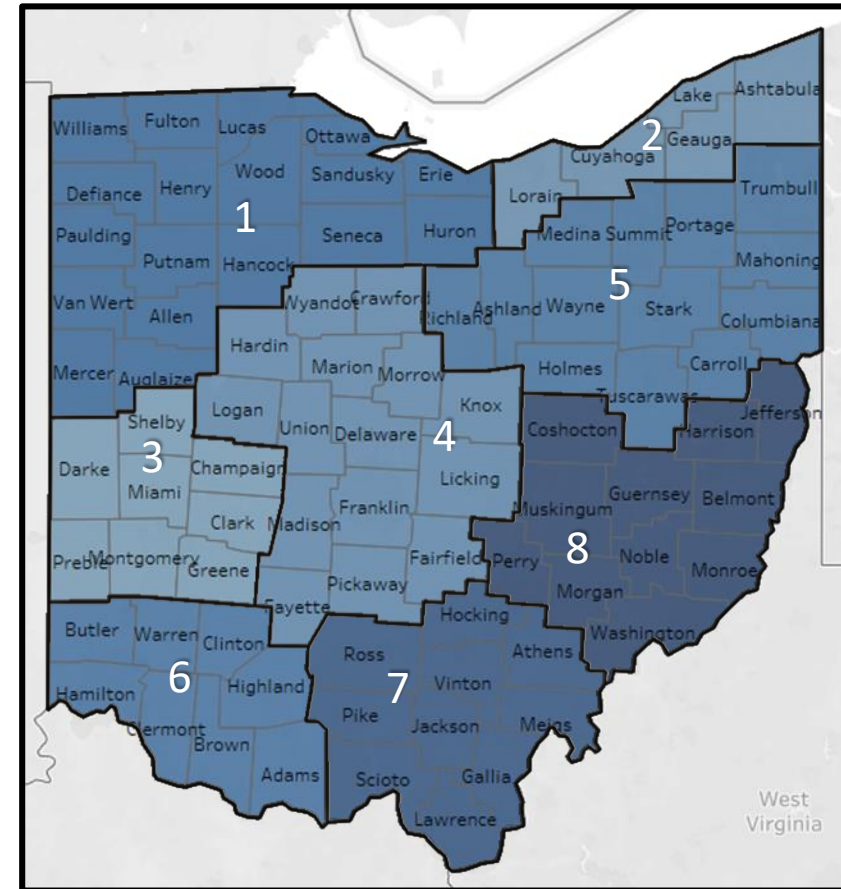 Lake
Ashtabula
2
Geauga
Cuyahoga
Lorain
Williams
Fulton
Lucas
Ottawa
Wood
Sandusky
Erie
Defiance
Henry
1
Paulding
Seneca
Huron
Putnam
Hancock
Van Wert
Allen
Mercer
Auglaize
Trumbull
Medina
Summit
Portage
Mahoning
5
Richland
Ashland
Wayne
Stark
Columbiana
Holmes
Carroll
Tuscarawas
Wyandot
Crawford
Hardin
Marion
Morrow
Logan
Union
Delaware
4
Knox
Licking
Franklin
Madison
Fairfield
Pickaway
Fayette
Shelby
3
Darke
Miami
Champaign
Clark
Preble
Montgomery
Greene
Jefferson
Coshocton
Harrison
Guernsey
Belmont
Muskingum
8
Perry
Noble
Monroe
Morgan
Washington
Butler
Warren
Clinton
6
Hamilton
Highland
Clermont
Brown
Adams
Hocking
Ross
Athens
7
Vinton
Pike
Jackson
Meigs
Scioto
Gallia
Lawrence
West
Virginia